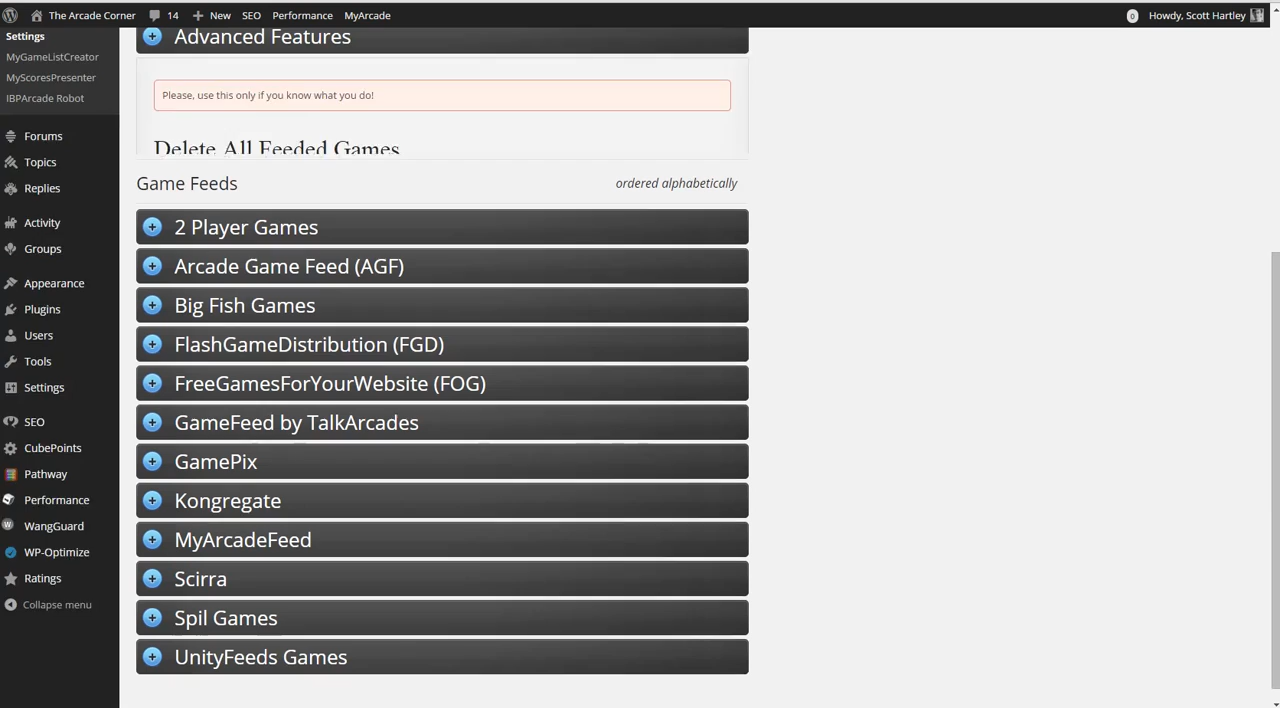 The Arcade Corner 14 New SEO Performance MyArcade 0 Howdy, Scott Hartley
Settings
MyGameListCreator
MyScoresPresenter
IBPArcade Robot
Forums
Topics
Replies
Activity
Groups
Appearance
Plugins
Users
Tools
Settings
SEO
CubePoints
Pathway
Performance
WangGuard
WP-Optimize
Ratings
Collapse menu
Advanced Features
Please, use this only if you know what you do!
Delete All Feeded Games
Game Feeds ordered alphabetically
2 Player Games
Arcade Game Feed (AGF)
Big Fish Games
FlashGameDistribution (FGD)
FreeGamesForYourWebsite (FOG)
GameFeed by TalkArcades
GamePix
Kongregate
MyArcadeFeed
Scirra
Spil Games
UnityFeeds Games